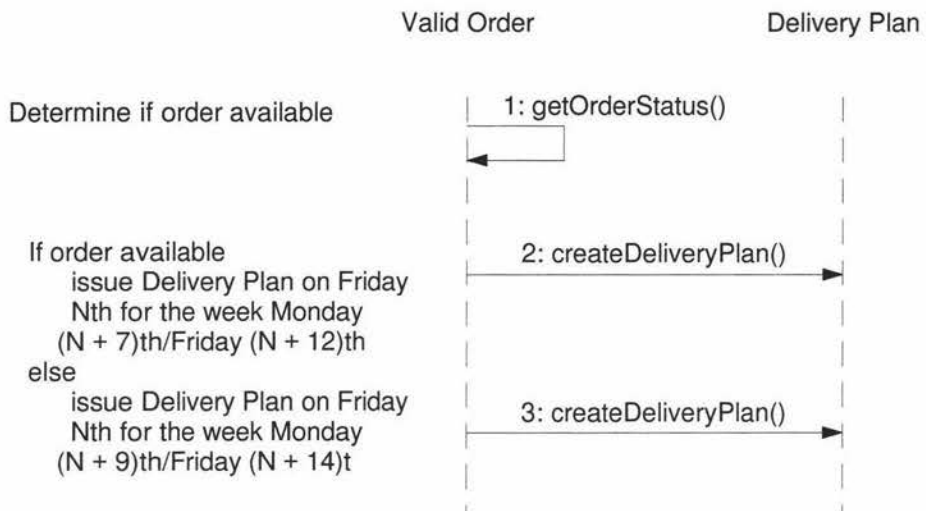 Valid Order
Delivery Plan
Determine if order available
1: getOrderStatus()
If order available
issue Delivery Plan on Friday
Nth for the week Monday
(N + 7)th/Friday (N + 12)th
2: createDeliveryPlan()
else
issue Delivery Plan on Friday
Nth for the week Monday
(N + 9)th/Friday (N + 14)t
3: createDeliveryPlan()